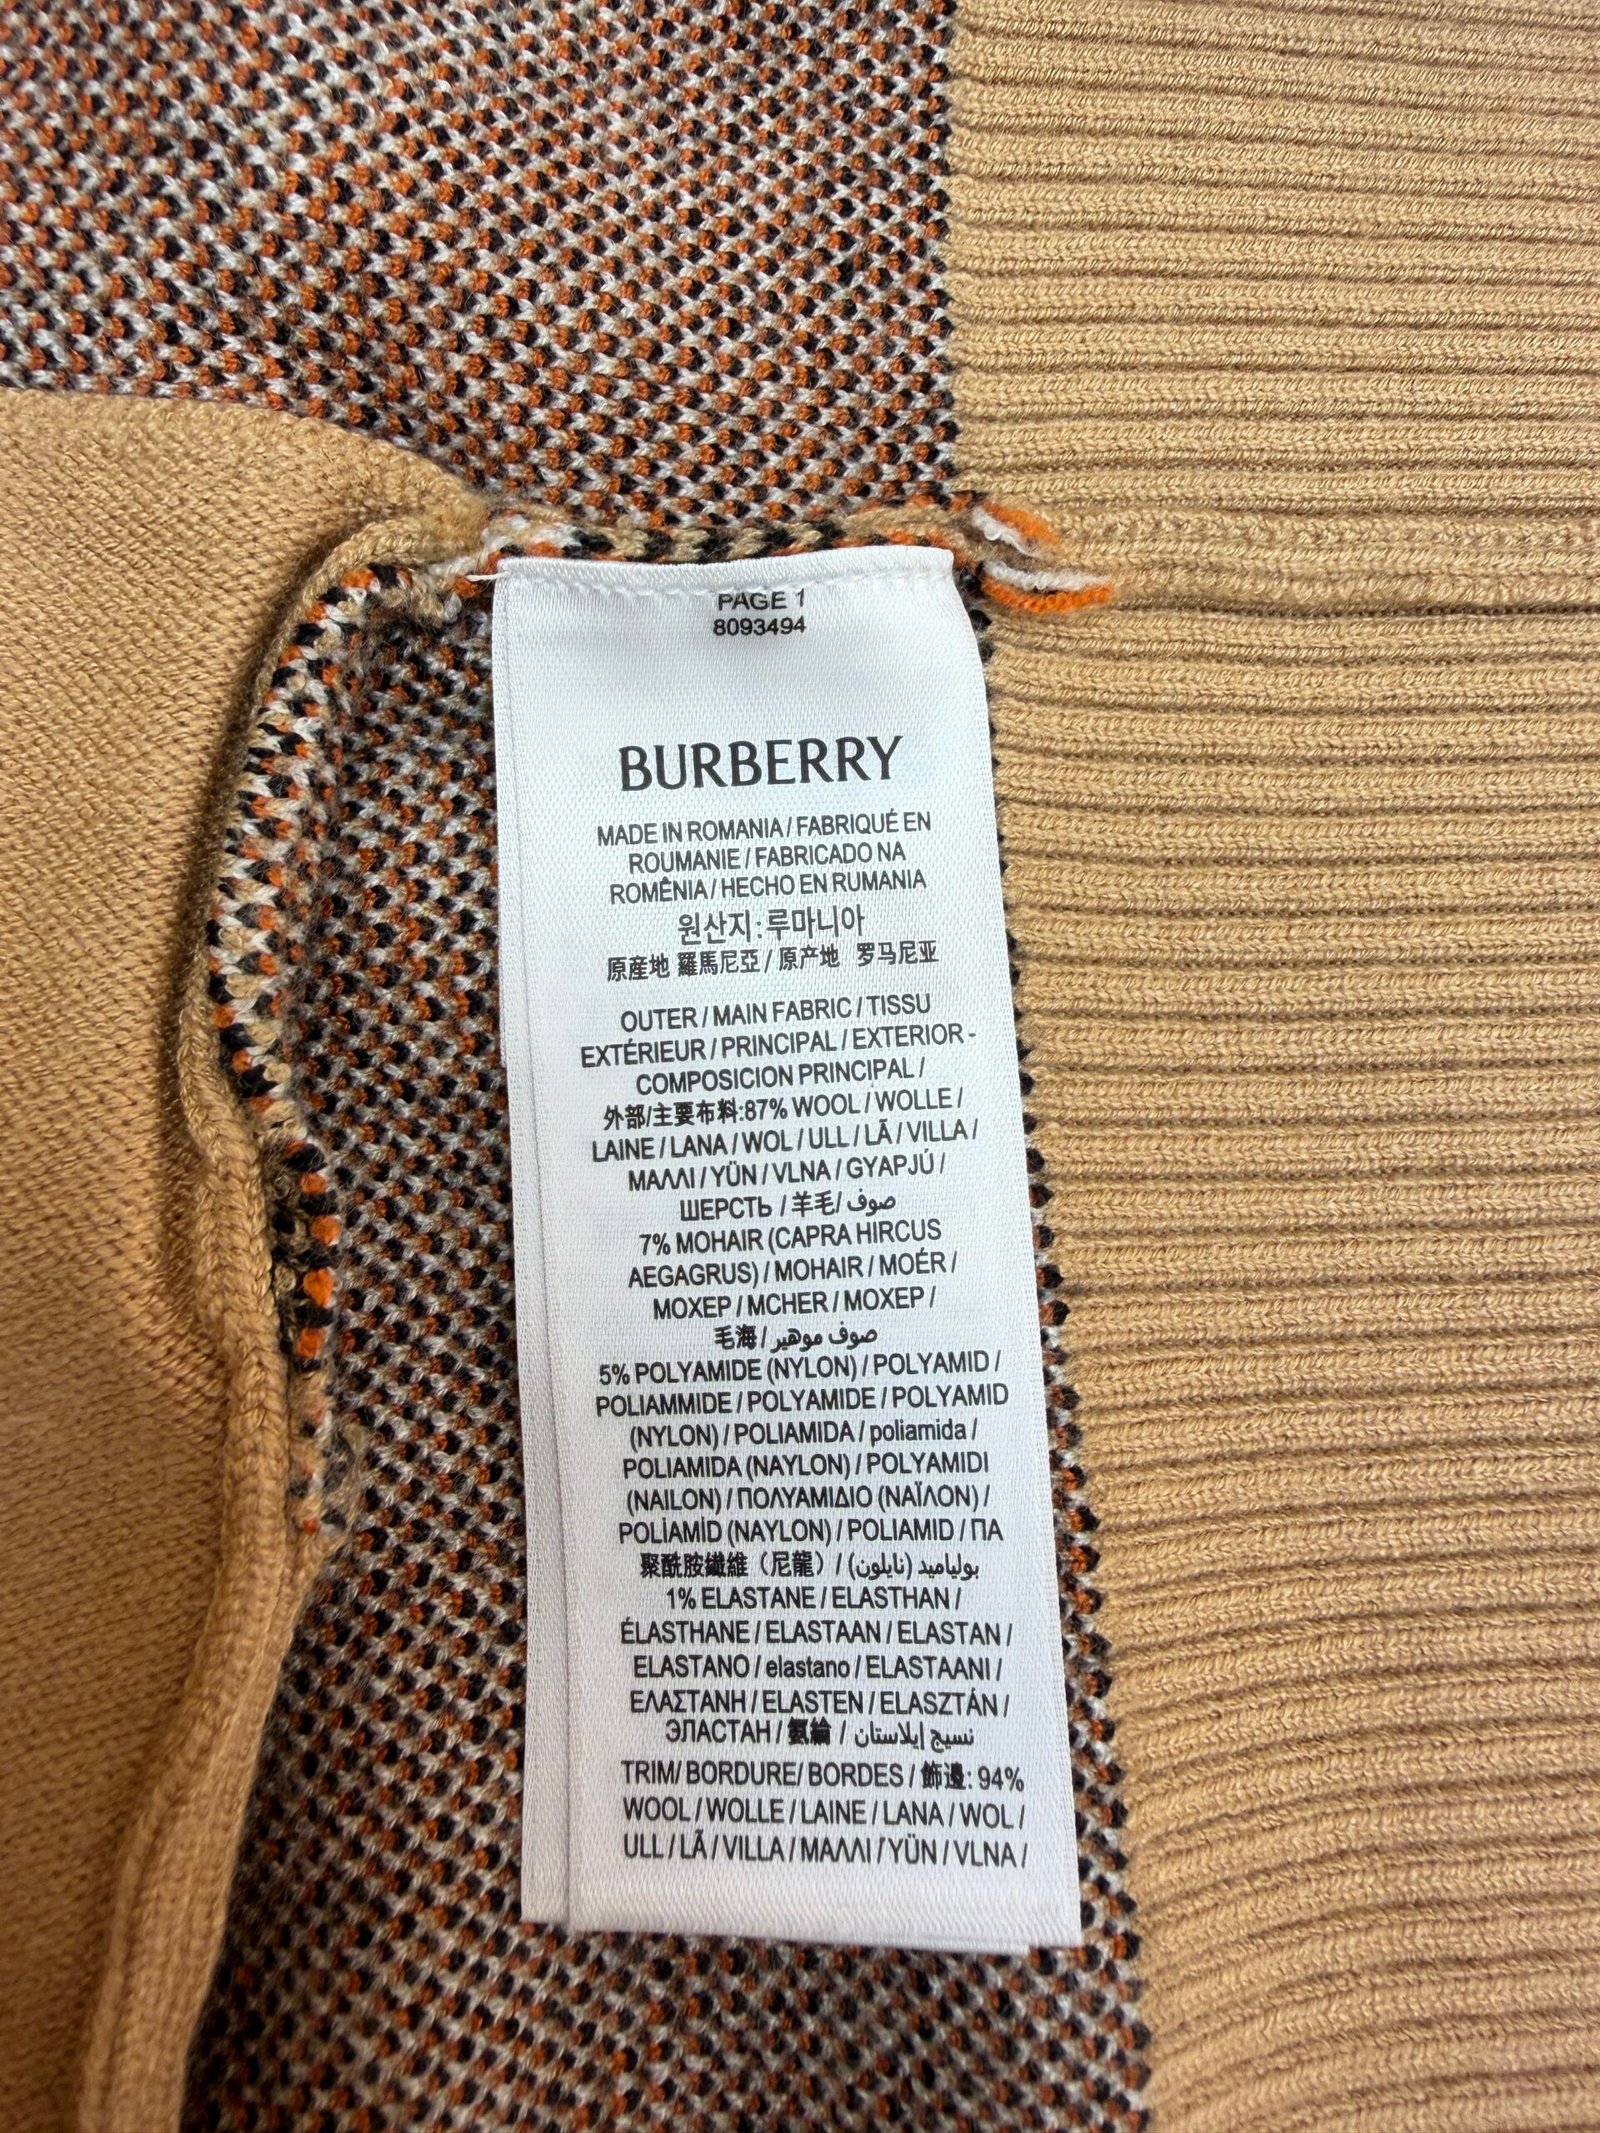 PAGE 1
8093494
BURBERRY
MADE IN ROMANIA / FABRIQUÉ EN
ROUMANIE / FABRICADO NA
ROMÊNIA / HECHO EN RUMANIA
원산지 : 루마니아
原産地 羅馬尼亞 / 原产地 罗马尼亚
OUTER / MAIN FABRIC / TISSU
EXTÉRIEUR / PRINCIPAL / EXTERIOR -
COMPOSICION PRINCIPAL /
外部/主要布料:87% WOOL / WOLLE /
LAINE / LANA / WOL / ULL / LÃ / VILLA /
ΜΑΛΛΙ / YÜN / VLNA / GYAPJÚ /
ШЕРСТЬ / 羊毛/ صوف
7% MOHAIR (CAPRA HIRCUS
AEGAGRUS) / MOHAIR / MOÉR /
ΜΟΧΕΡ / MCHER / MOXEP /
毛海 / صوف موهير
5% POLYAMIDE (NYLON) / POLYAMID /
POLIAMMIDE / POLYAMIDE / POLYAMID
(NYLON) / POLIAMIDA / poliamida /
POLIAMIDA (NAYLON) / POLYAMIDI
(NAILON) / ΠΟΛΥΑΜΙΔΙΟ (ΝΑΪΛΟΝ) /
POLİAMİD (NAYLON) / POLIAMID / ПА
聚酰胺纖維（尼龍） / بولياميد (نايلون)
1% ELASTANE / ELASTHAN /
ÉLASTHANE / ELASTAAN / ELASTAN /
ELASTANO / elastano / ELASTAANI /
ΕΛΑΣΤΑΝΗ / ELASTEN / ELASZTÁN /
ЭЛАСТАН / 氨綸 / نسيج إيلاستان
TRIM/ BORDURE/ BORDES / 飾邊: 94%
WOOL / WOLLE / LAINE / LANA / WOL /
ULL / LÃ / VILLA / ΜΑΛΛΙ / YÜN / VLNA /